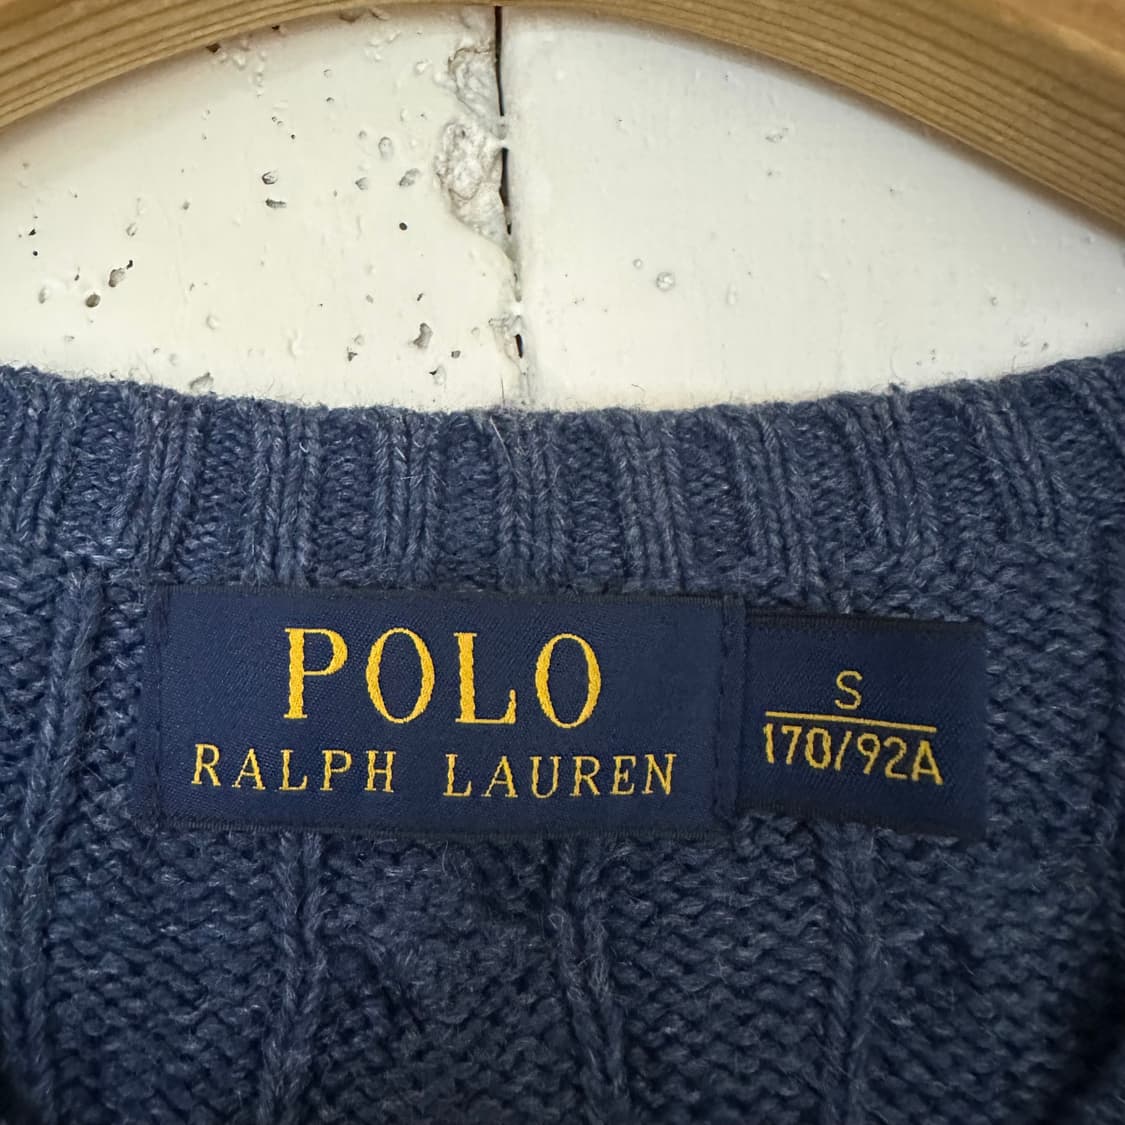 POLO
RALPH LAUREN
S
170/92A